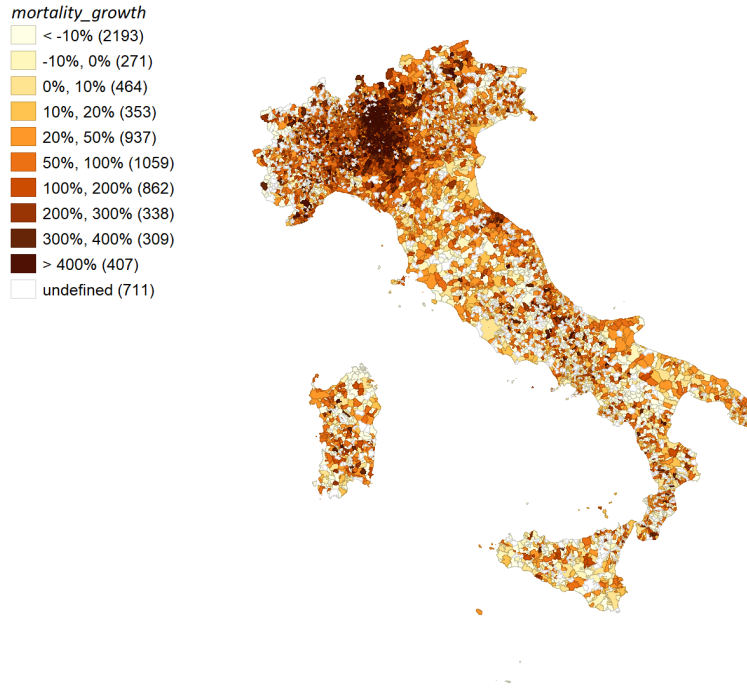 mortality_growth
< -10% (2193)
-10%, 0% (271)
0%, 10% (464)
10%, 20% (353)
20%, 50% (937)
50%, 100% (1059)
100%, 200% (862)
200%, 300% (338)
300%, 400% (309)
> 400% (407)
undefined (711)